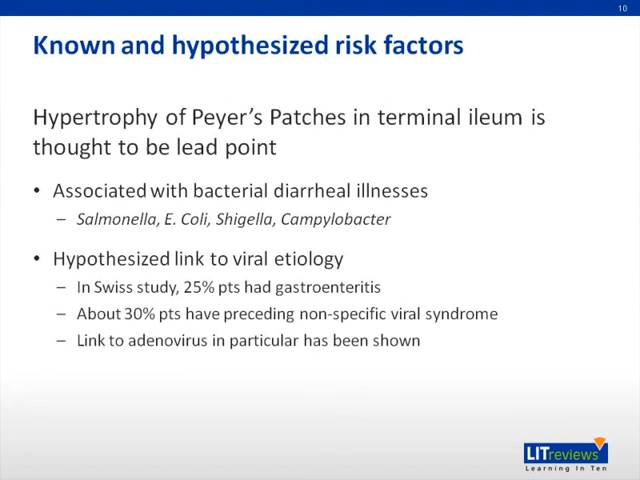 10
Known and hypothesized risk factors
Hypertrophy of Peyer's Patches in terminal ileum is
thought to be lead point
• Associated with bacterial diarrheal illnesses
– Salmonella, E. Coli, Shigella, Campylobacter
• Hypothesized link to viral etiology
– In Swiss study, 25% pts had gastroenteritis
– About 30% pts have preceding non-specific viral syndrome
– Link to adenovirus in particular has been shown
LITreviews
Learning In Ten